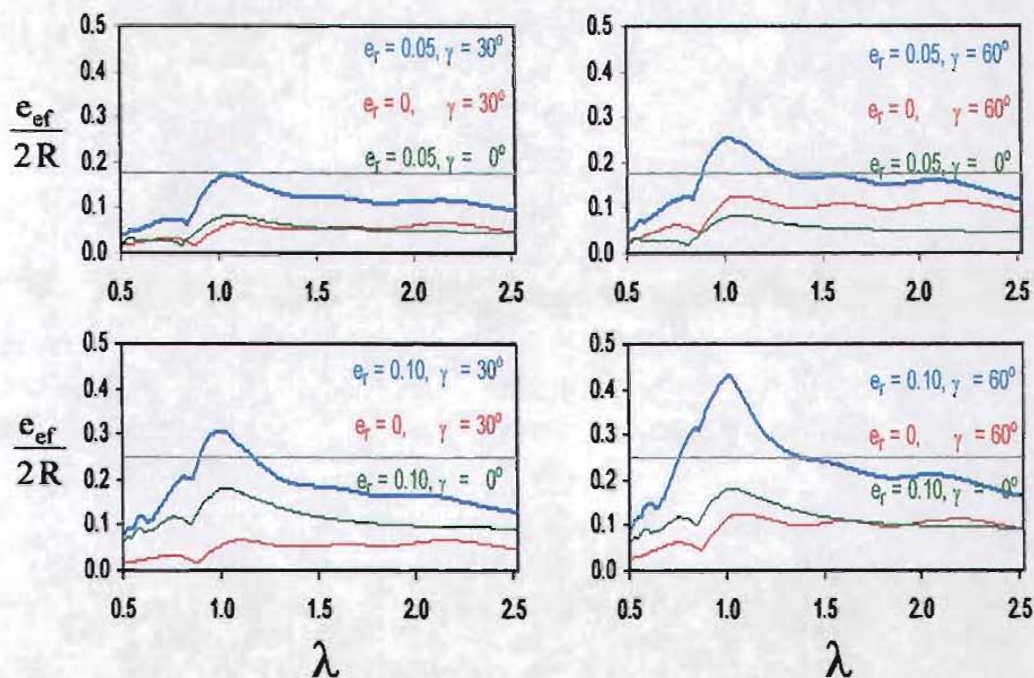 0.5
0.4
0.3
0.2
0.1
0.0
e_ef
2R
e_r = 0.05, γ = 30°
e_r = 0, γ = 30°
e_r = 0.05, γ = 0°
0.5 1.0 1.5 2.0 2.5
0.5
0.4
0.3
0.2
0.1
0.0
e_r = 0.05, γ = 60°
e_r = 0, γ = 60°
e_r = 0.05, γ = 0°
0.5 1.0 1.5 2.0 2.5
0.5
0.4
0.3
0.2
0.1
0.0
e_ef
2R
e_r = 0.10, γ = 30°
e_r = 0, γ = 30°
e_r = 0.10, γ = 0°
0.5 1.0 1.5 2.0 2.5
λ
0.5
0.4
0.3
0.2
0.1
0.0
e_r = 0.10, γ = 60°
e_r = 0, γ = 60°
e_r = 0.10, γ = 0°
0.5 1.0 1.5 2.0 2.5
λ